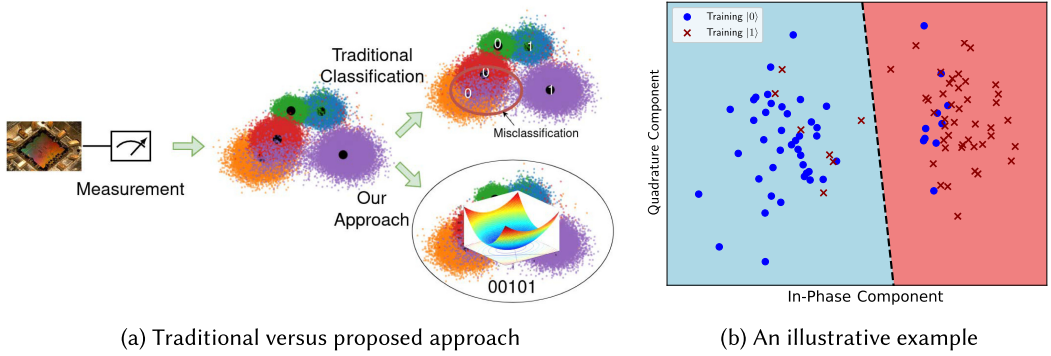 Measurement
Traditional
Classification
Our
Approach
0
1
0
0
1
Misclassification
00101
(a) Traditional versus proposed approach
Training |0⟩
Training |1⟩
Quadrature Component
In-Phase Component
(b) An illustrative example